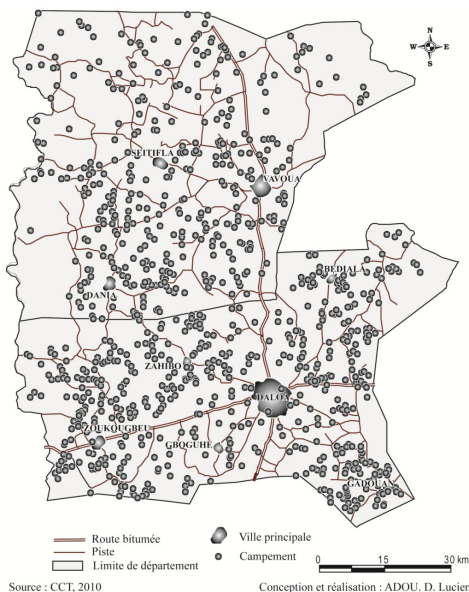 N
W E
S
SEITIFLA
VAVOUA
BEDIALA
DANIA
ZAHIBO
DALOA
ZOUKOUGBEU
GBOGUHE
GADOUAN
Route bitumée
Piste
Limite de département
Ville principale
Campement
0 15 30 km
Source : CCT, 2010
Conception et réalisation : ADOU. D. Lucien